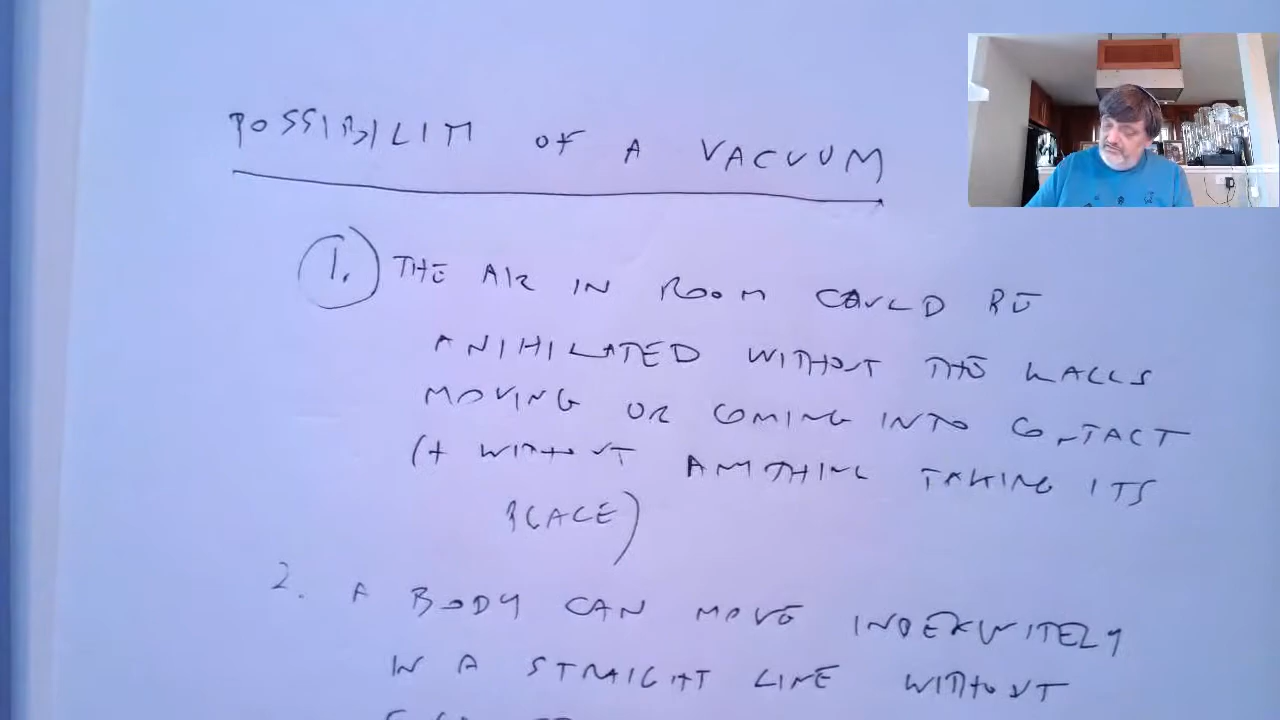 POSSIBILITY OF A VACUUM
1. THE AIR IN ROOM COULD BE
ANIHILATED WITHOUT THE WALLS
MOVING OR COMING INTO CONTACT
(+ WITHOUT ANYTHING TAKING ITS
PLACE)
2. A BODY CAN MOVE INDEFINITELY
IN A STRAIGHT LINE WITHOUT